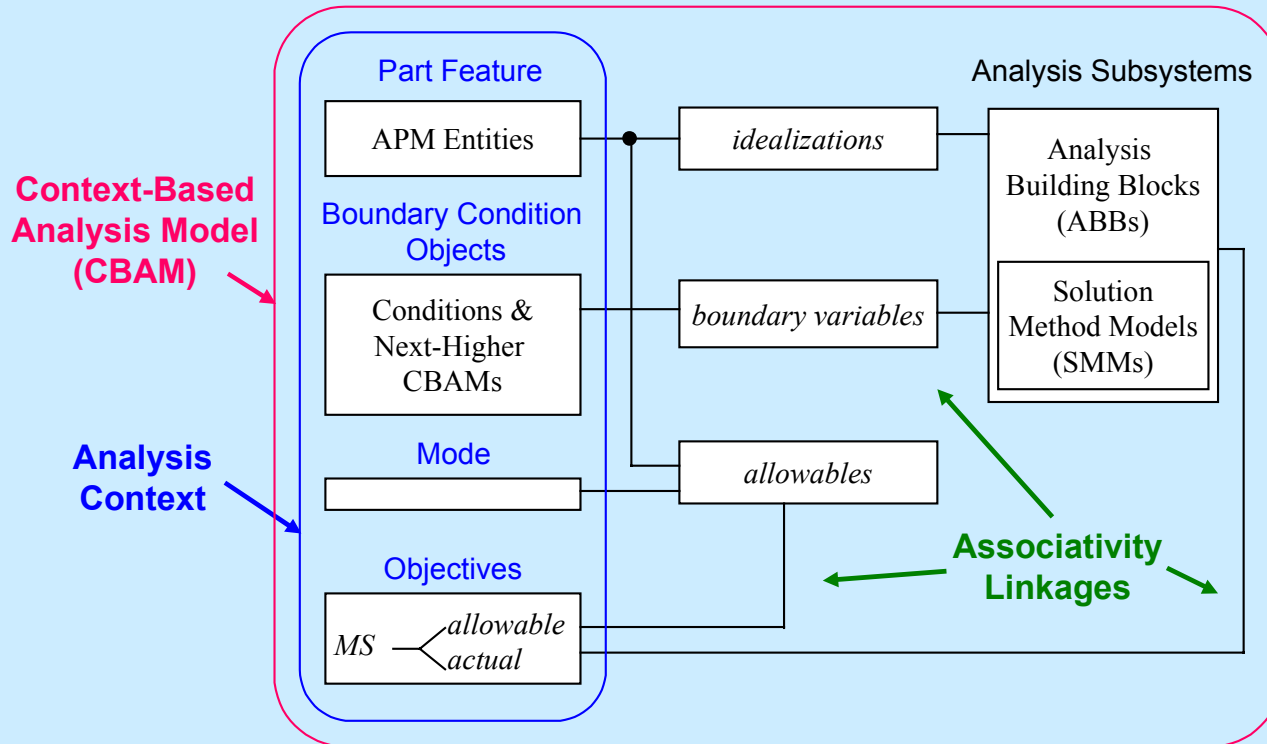 Part Feature
APM Entities
Boundary Condition
Objects
Conditions &
Next-Higher
CBAMs
Mode
Objectives
MS
allowable
actual
idealizations
boundary variables
allowables
Analysis Subsystems
Analysis
Building Blocks
(ABBs)
Solution
Method Models
(SMMs)
Context-Based
Analysis Model
(CBAM)
Analysis
Context
Associativity
Linkages